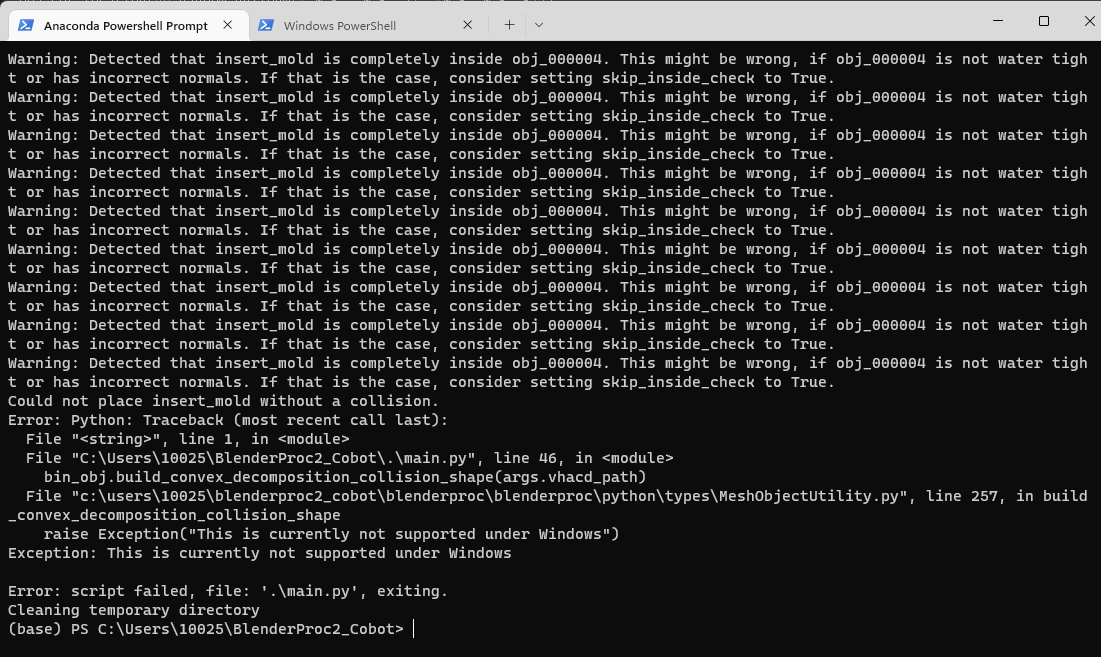 Anaconda Powershell Prompt
Windows PowerShell
Warning: Detected that insert_mold is completely inside obj_000004. This might be wrong, if obj_000004 is not water tigh
t or has incorrect normals. If that is the case, consider setting skip_inside_check to True.
Warning: Detected that insert_mold is completely inside obj_000004. This might be wrong, if obj_000004 is not water tigh
t or has incorrect normals. If that is the case, consider setting skip_inside_check to True.
Warning: Detected that insert_mold is completely inside obj_000004. This might be wrong, if obj_000004 is not water tigh
t or has incorrect normals. If that is the case, consider setting skip_inside_check to True.
Warning: Detected that insert_mold is completely inside obj_000004. This might be wrong, if obj_000004 is not water tigh
t or has incorrect normals. If that is the case, consider setting skip_inside_check to True.
Warning: Detected that insert_mold is completely inside obj_000004. This might be wrong, if obj_000004 is not water tigh
t or has incorrect normals. If that is the case, consider setting skip_inside_check to True.
Warning: Detected that insert_mold is completely inside obj_000004. This might be wrong, if obj_000004 is not water tigh
t or has incorrect normals. If that is the case, consider setting skip_inside_check to True.
Warning: Detected that insert_mold is completely inside obj_000004. This might be wrong, if obj_000004 is not water tigh
t or has incorrect normals. If that is the case, consider setting skip_inside_check to True.
Warning: Detected that insert_mold is completely inside obj_000004. This might be wrong, if obj_000004 is not water tigh
t or has incorrect normals. If that is the case, consider setting skip_inside_check to True.
Warning: Detected that insert_mold is completely inside obj_000004. This might be wrong, if obj_000004 is not water tigh
t or has incorrect normals. If that is the case, consider setting skip_inside_check to True.
Could not place insert_mold without a collision.
Error: Python: Traceback (most recent call last):
  File "<string>", line 1, in <module>
  File "C:\Users\10025\BlenderProc2_Cobot\.\main.py", line 46, in <module>
    bin_obj.build_convex_decomposition_collision_shape(args.vhacd_path)
  File "c:\users\10025\blenderproc2_cobot\blenderproc\blenderproc\python\types\MeshObjectUtility.py", line 257, in build
_convex_decomposition_collision_shape
    raise Exception("This is currently not supported under Windows")
Exception: This is currently not supported under Windows
Error: script failed, file: '.\main.py', exiting.
Cleaning temporary directory
(base) PS C:\Users\10025\BlenderProc2_Cobot>